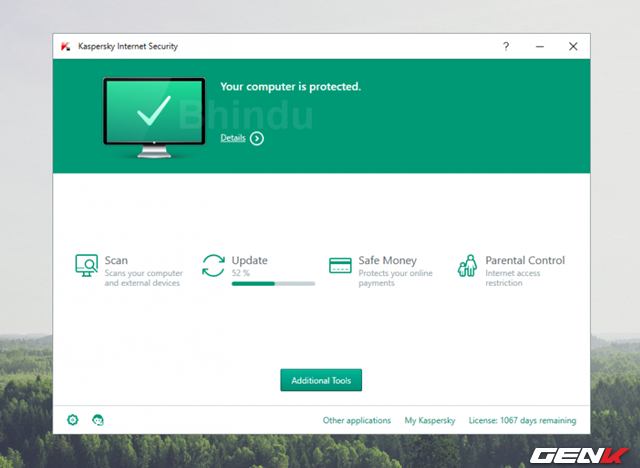 Kaspersky Internet Security
Your computer is protected.
Bhindu
Details
Scan
Scans your computer
and external devices
Update
52 %
Safe Money
Protects your online
payments
Parental Control
Internet access
restriction
Additional Tools
Other applications
My Kaspersky
License: 1067 days remaining
GENK